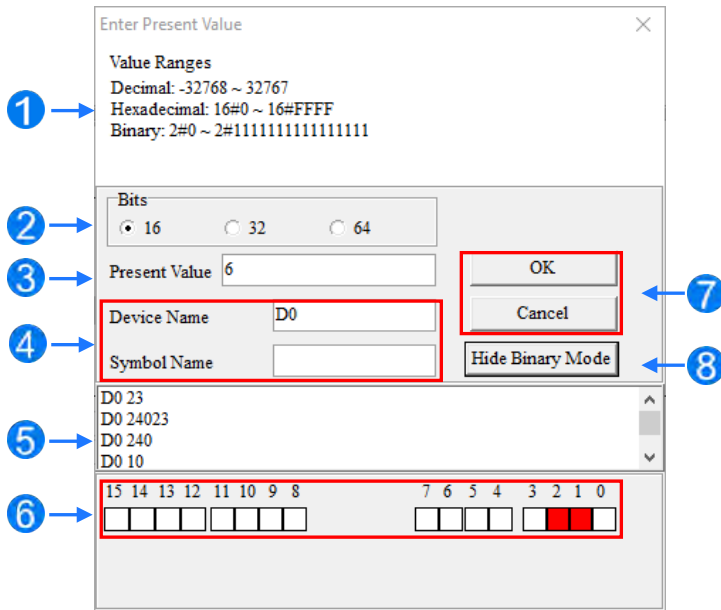 Enter Present Value
Value Ranges
Decimal: -32768 ~ 32767
1
Hexadecimal: 16#0 ~ 16#FFFF
Binary: 2#0 ~ 2#1111111111111111
Bits
2
16 32 64
3
Present Value 6
OK
7
Device Name D0
Cancel
4
Symbol Name
Hide Binary Mode
8
D0 23
D0 24023
5
D0 240
D0 10
15 14 13 12 11 10 9 8 7 6 5 4 3 2 1 0
6